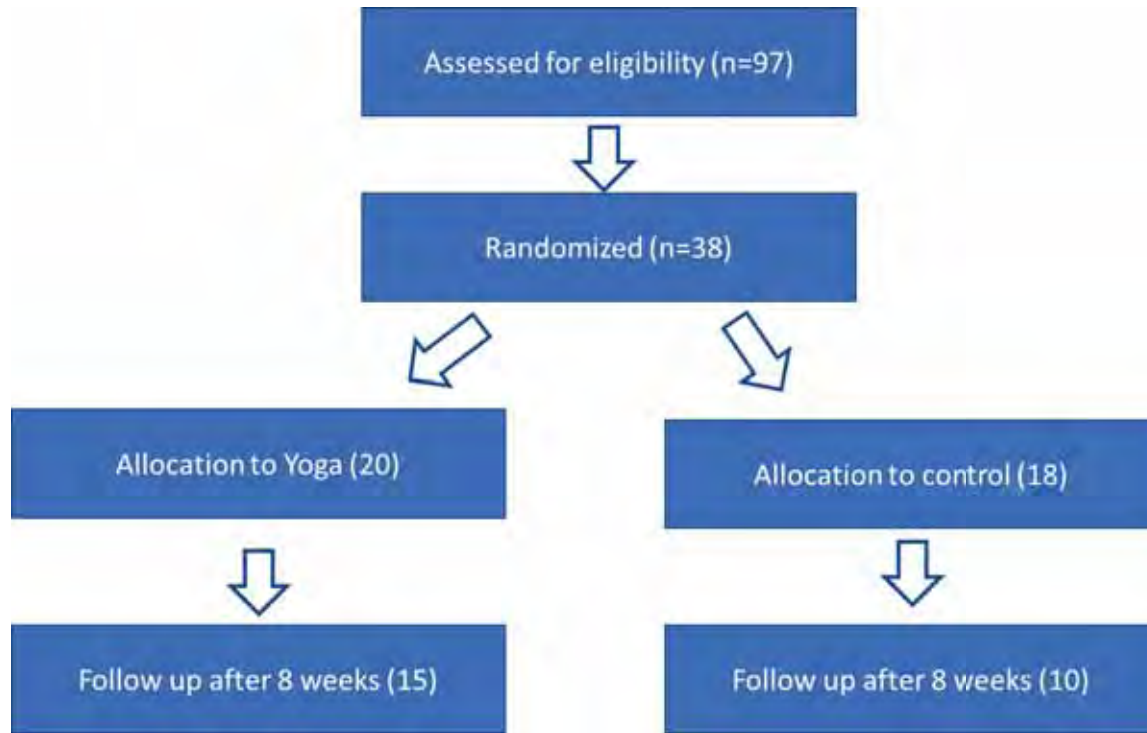 Assessed for eligibility (n=97)
Randomized (n=38)
Allocation to Yoga (20)
Allocation to control (18)
Follow up after 8 weeks (15)
Follow up after 8 weeks (10)